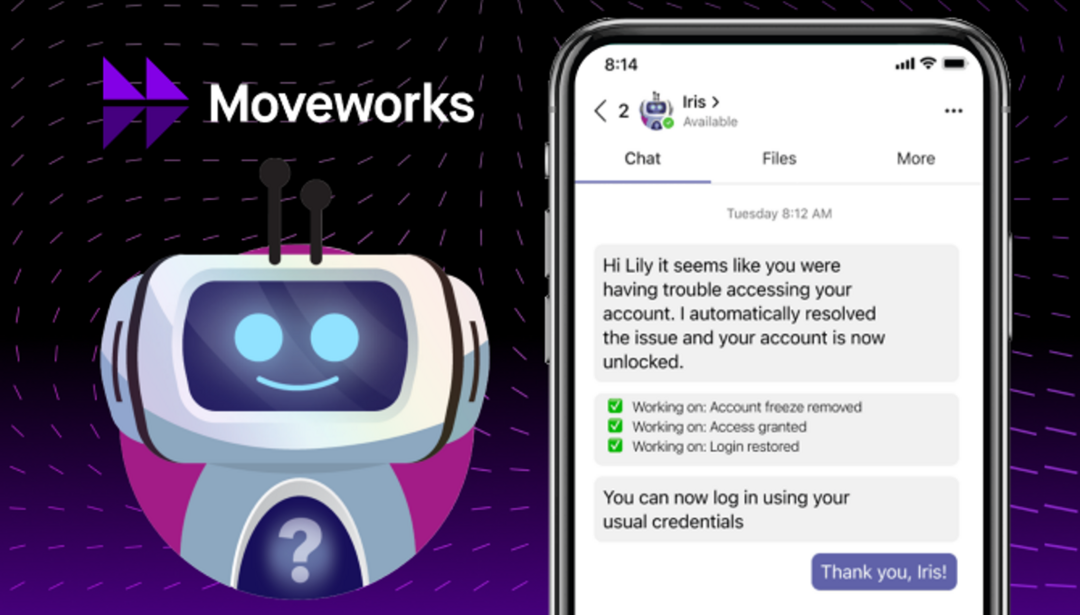 Moveworks
?
8:14
2
Iris >
Available
Chat Files More
Tuesday 8:12 AM
Hi Lily it seems like you were
having trouble accessing your
account. I automatically resolved
the issue and your account is now
unlocked.
Working on: Account freeze removed
Working on: Access granted
Working on: Login restored
You can now log in using your
usual credentials
Thank you, Iris!